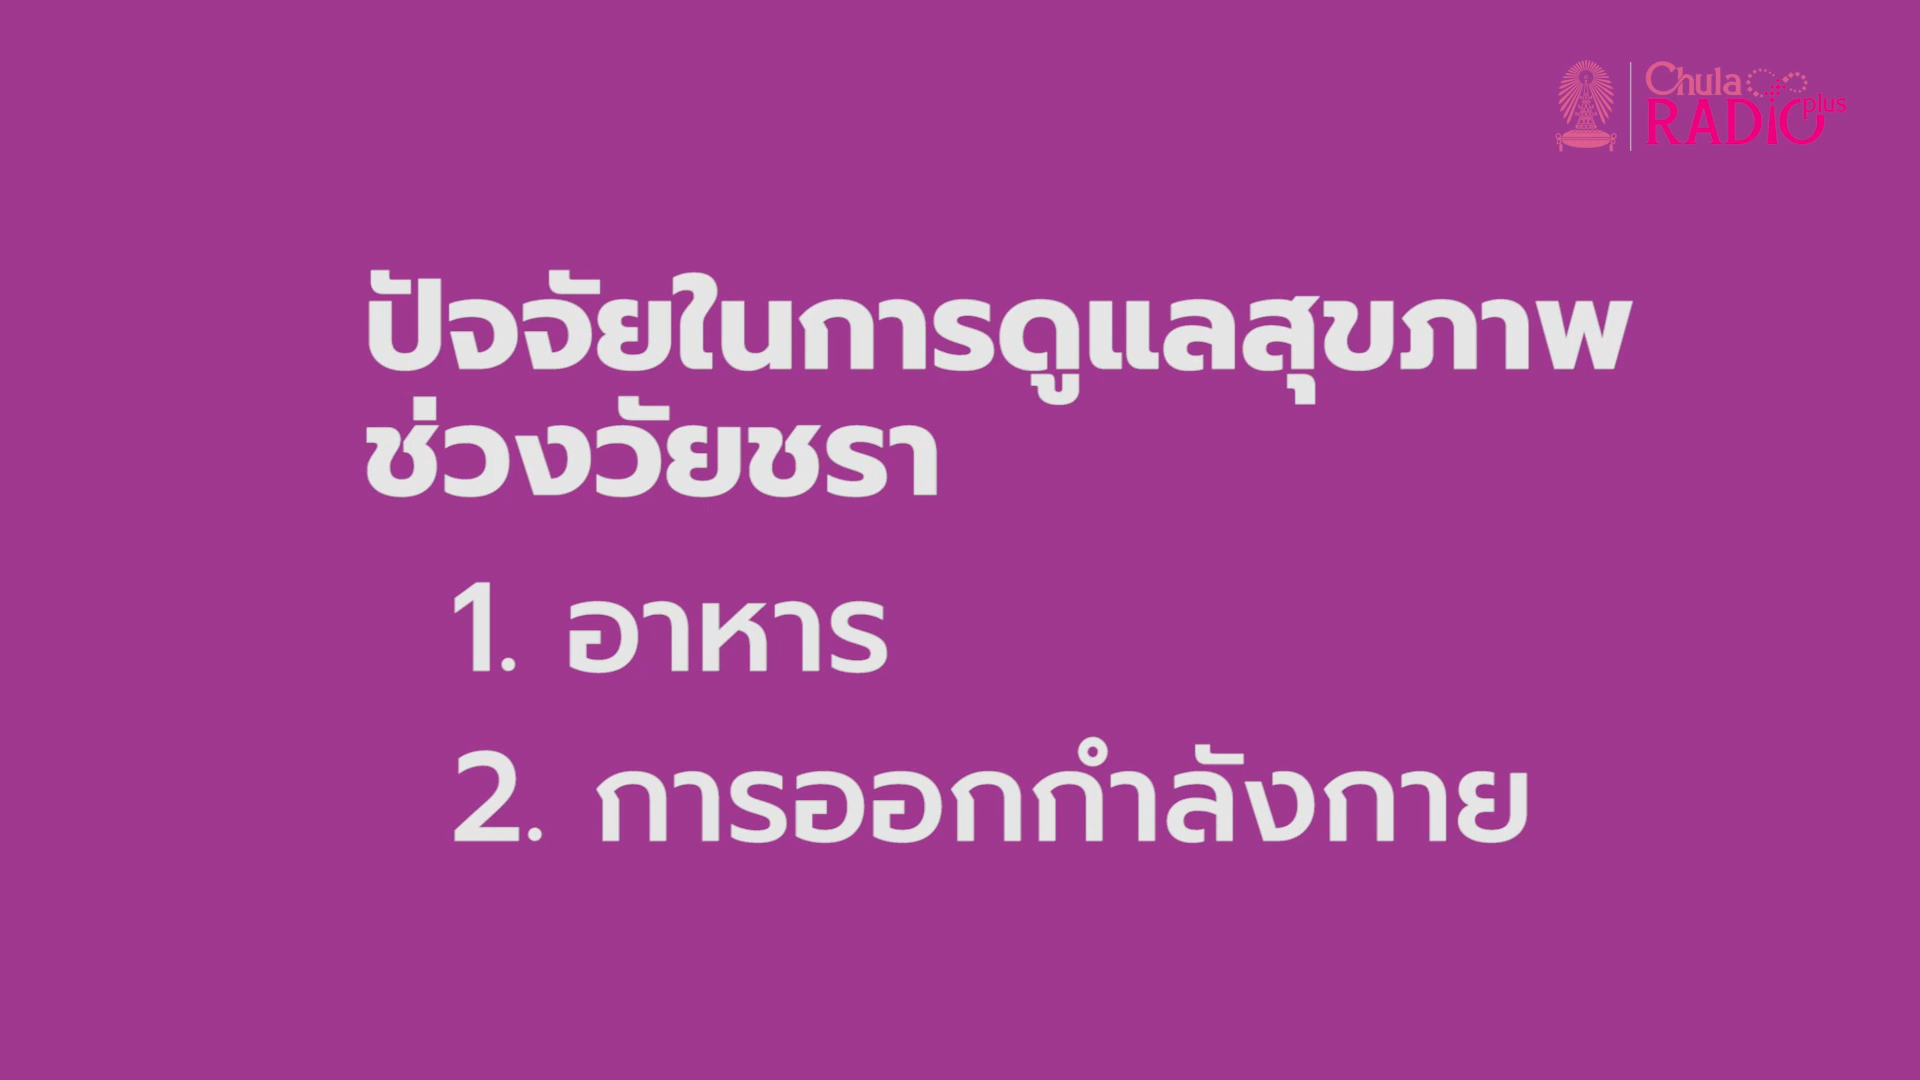 Chula
RADIO plus
ปัจจัยในการดูแลสุขภาพ
ช่วงวัยชรา
1. อาหาร
2. การออกกำลังกาย